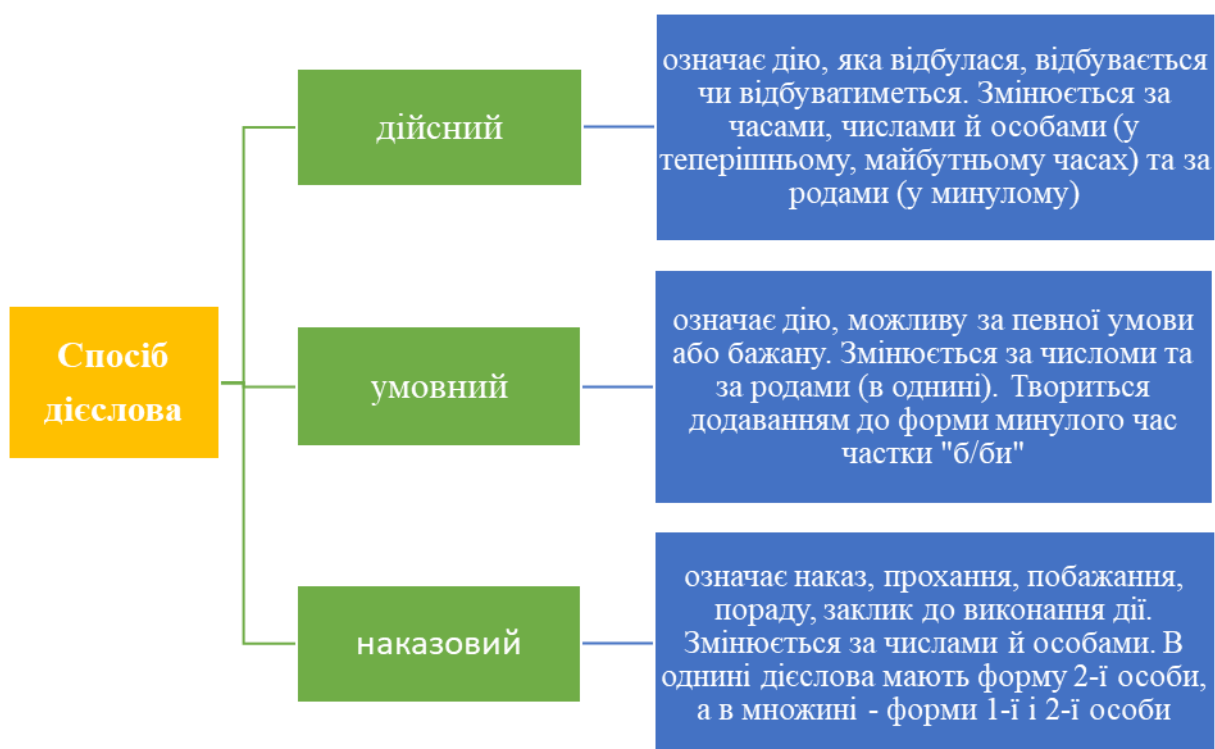 Спосіб
дієслова
дійсний
означає дію, яка відбулася, відбувається
чи відбуватиметься. Змінюється за
часами, числами й особами (у
теперішньому, майбутньому часах) та за
родами (у минулому)
умовний
означає дію, можливу за певної умови
або бажану. Змінюється за числоми та
за родами (в однині). Твориться
додаванням до форми минулого час
частки "б/би"
наказовий
означає наказ, прохання, побажання,
пораду, заклик до виконання дії.
Змінюється за числами й особами. В
однині дієслова мають форму 2-ї особи,
а в множині - форми 1-ї і 2-ї особи